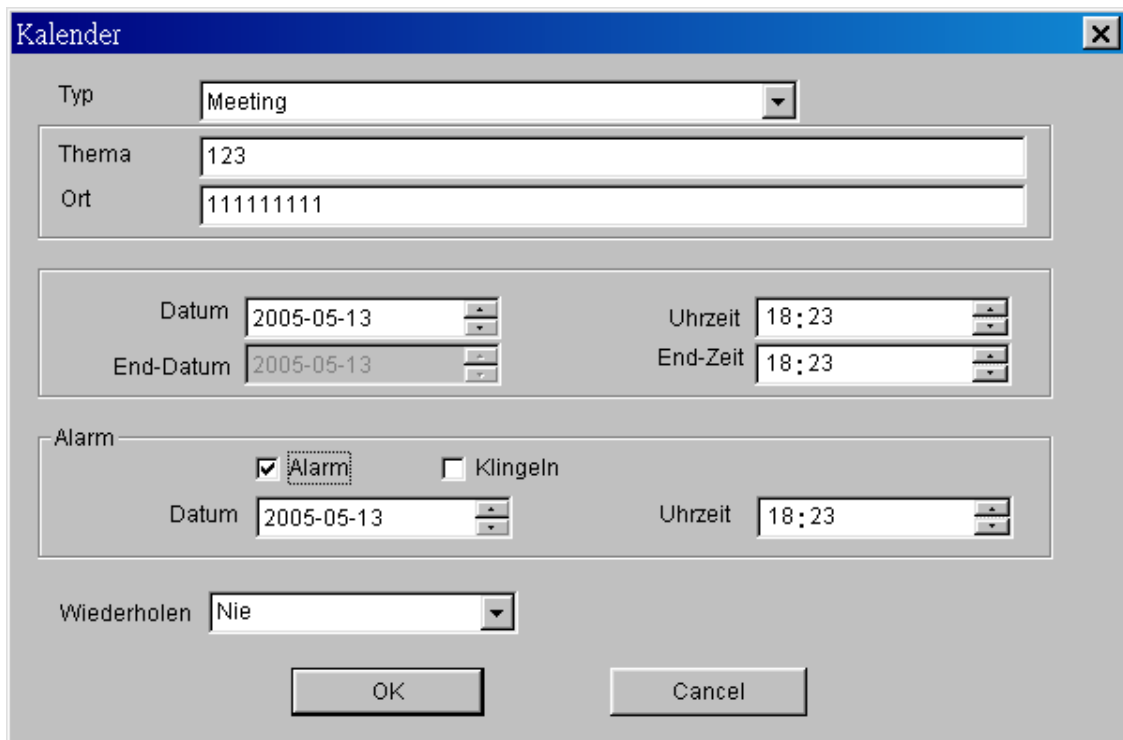 Kalender
Typ Meeting
Thema 123
Ort 111111111
Datum 2005-05-13 Uhrzeit 18:23
End-Datum 2005-05-13 End-Zeit 18:23
Alarm
Alarm Klingeln
Datum 2005-05-13 Uhrzeit 18:23
Wiederholen Nie
OK Cancel